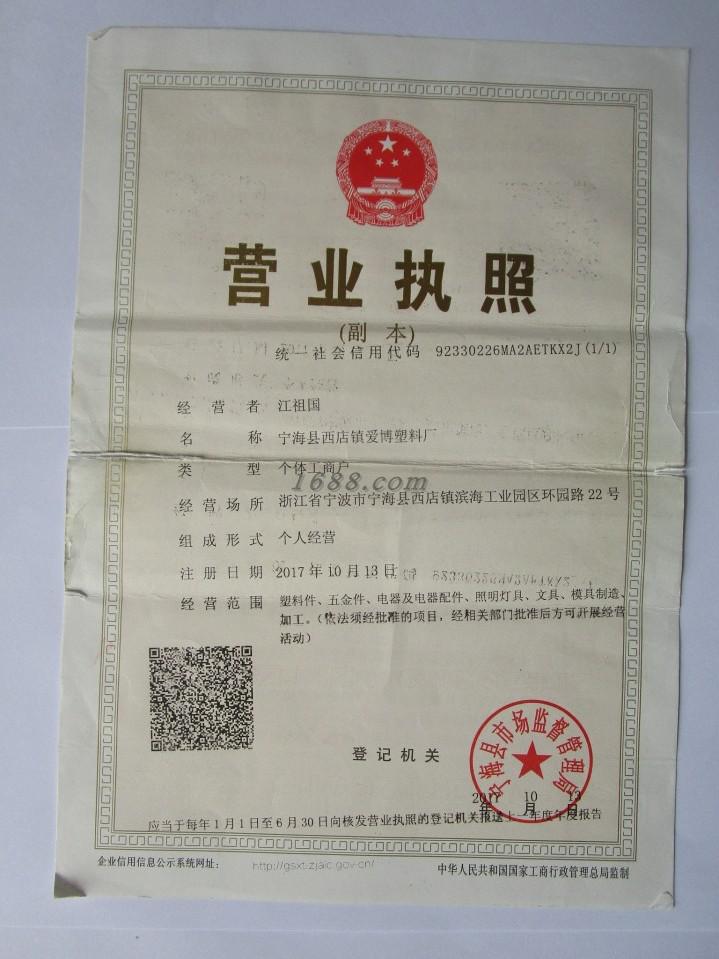 营业执照
(副 本)
统一社会信用代码 92330226MA2AETKX2J(1/1)
经营者 江祖国
名称 宁海县西店镇爱博塑料厂
类型 个体工商户
1688.com
经营场所 浙江省宁波市宁海县西店镇滨海工业园区环园路22号
组成形式 个人经营
注册日期 2017年10月13日
经营范围 塑料件、五金件、电器及电器配件、照明灯具、文具、模具制造、
加工。（依法须经批准的项目，经相关部门批准后方可开展经营
活动）
登记机关
宁海县市场监督管理局
2017 10 13
年 月 日
应当于每年1月1日至6月30日向核发营业执照的登记机关报送上一年度年度报告
企业信用信息公示系统网址：
http://gsxt.zjaic.gov.cn/
中华人民共和国国家工商行政管理总局监制